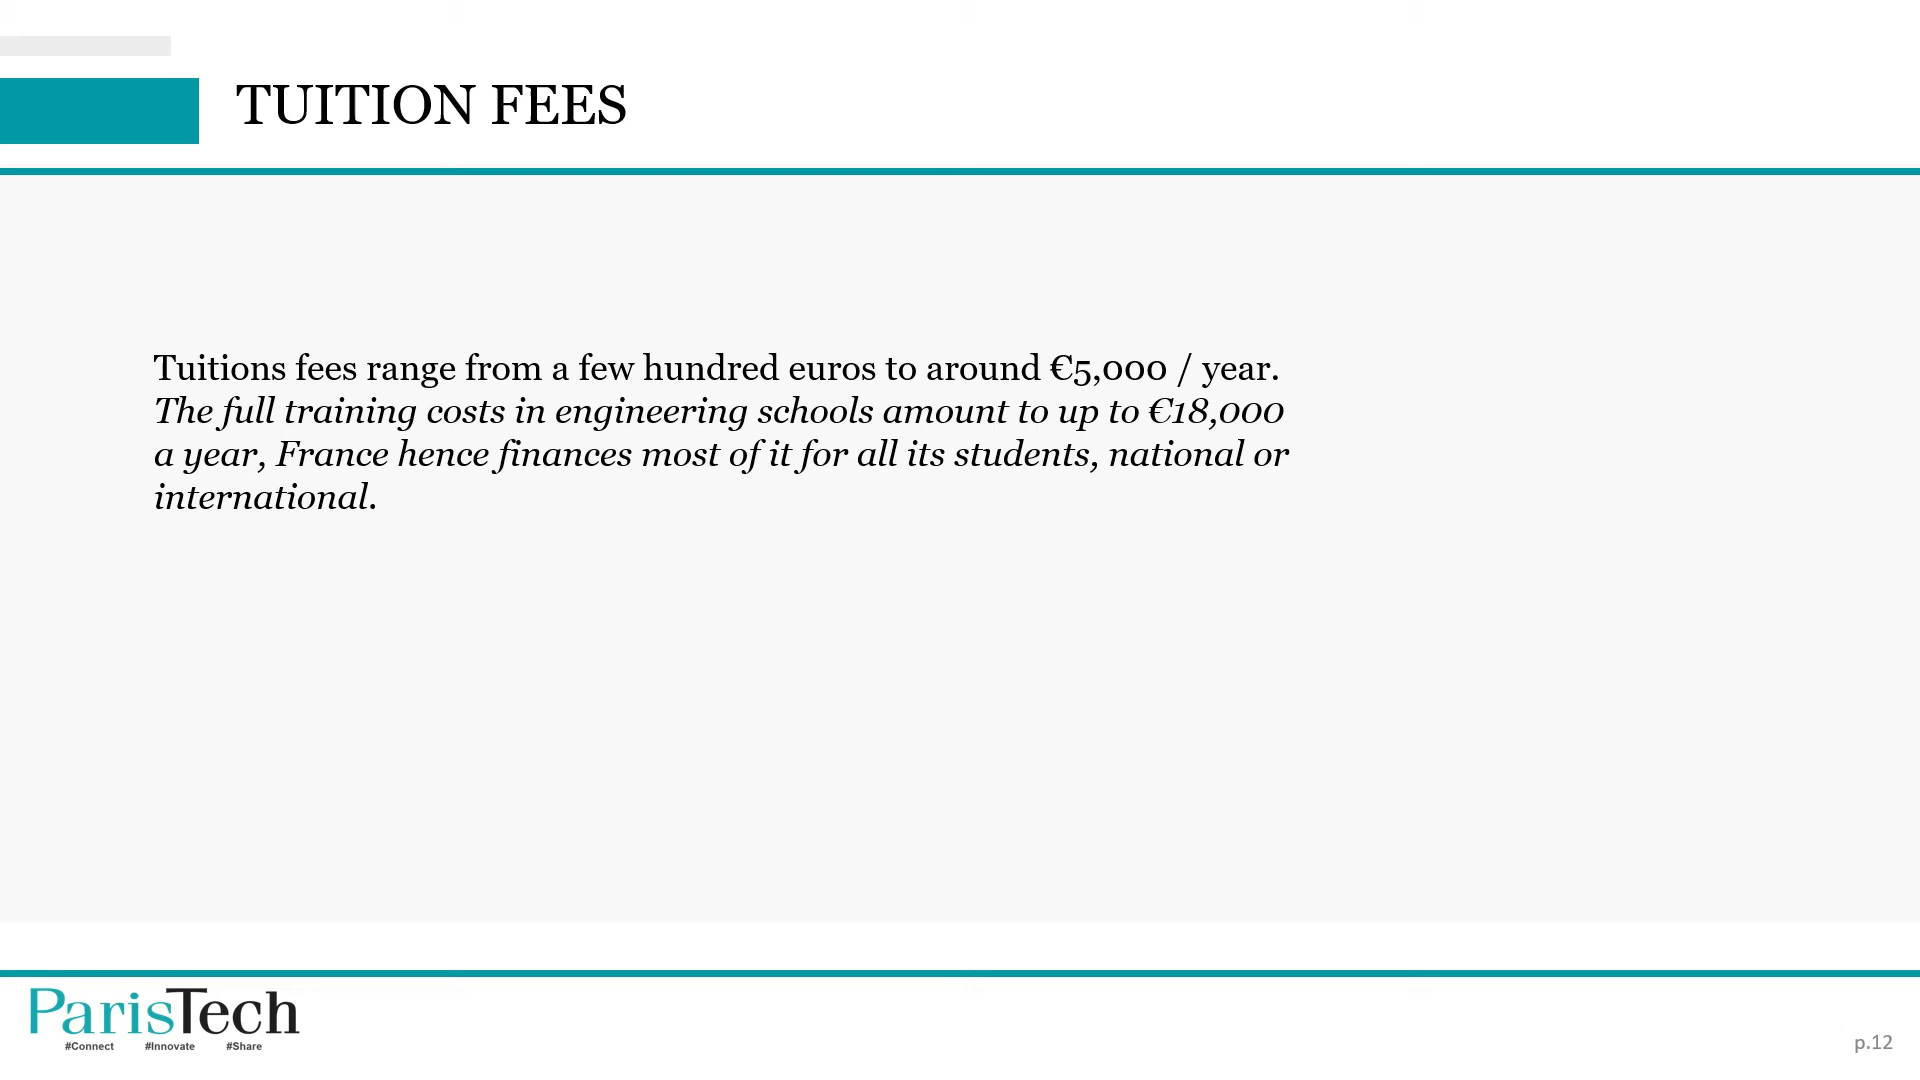 TUITION FEES
Tuitions fees range from a few hundred euros to around €5,000 / year.
The full training costs in engineering schools amount to up to €18,000
a year, France hence finances most of it for all its students, national or
international.
ParisTech
#Connect #Innovate #Share
p.12